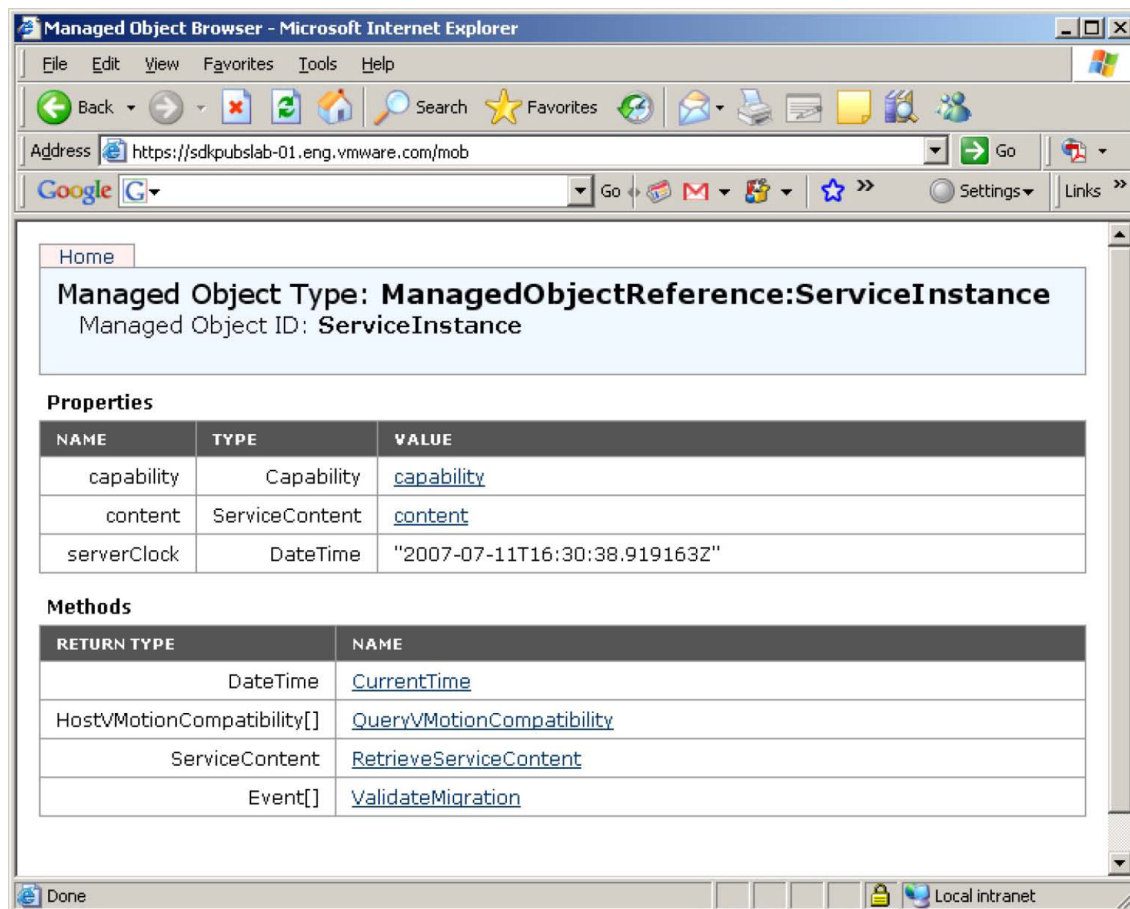 Managed Object Browser - Microsoft Internet Explorer
File Edit View Favorites Tools Help
Back Search Favorites
Address https://sdkpubslab-01.eng.vmware.com/mob Go
Google G Go Settings Links »
Home
Managed Object Type: ManagedObjectReference:ServiceInstance
Managed Object ID: ServiceInstance
Properties
NAME TYPE VALUE
capability Capability capability
content ServiceContent content
serverClock DateTime "2007-07-11T16:30:38.919163Z"
Methods
RETURN TYPE NAME
DateTime CurrentTime
HostVMotionCompatibility[] QueryVMotionCompatibility
ServiceContent RetrieveServiceContent
Event[] ValidateMigration
Done Local intranet